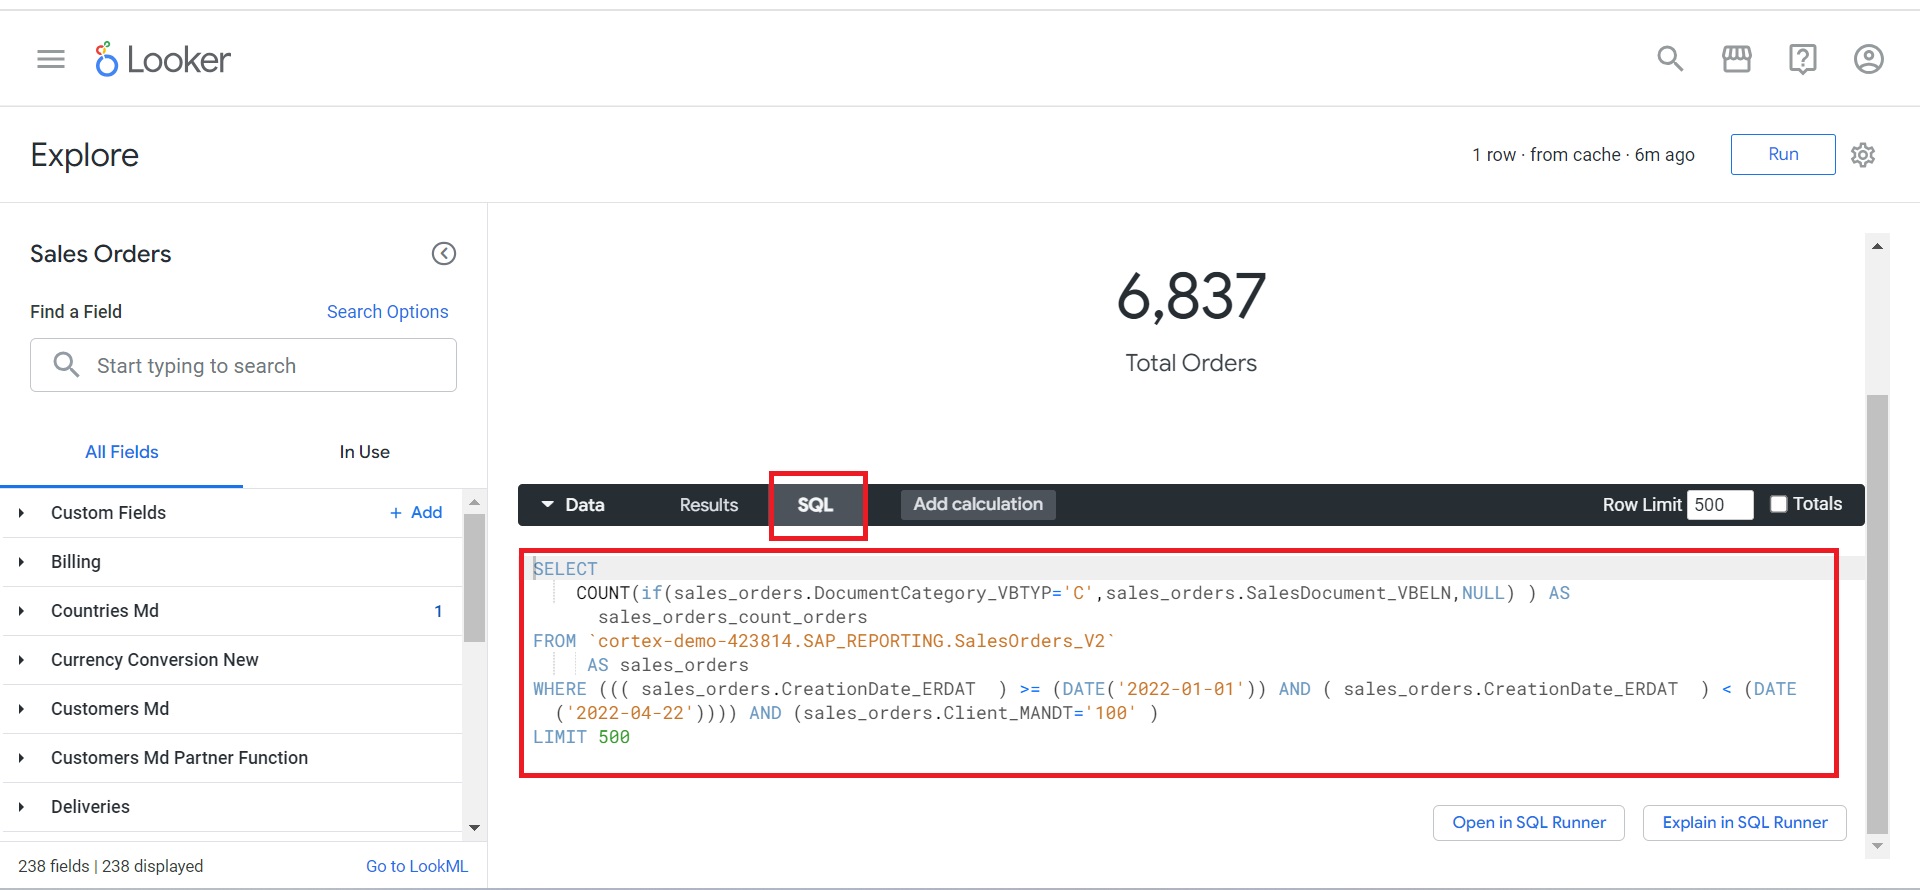 Looker
Explore
1 row · from cache · 6m ago
Run
Sales Orders
Find a Field
Search Options
Start typing to search
All Fields
In Use
Custom Fields
+ Add
Billing
Countries Md
1
Currency Conversion New
Customers Md
Customers Md Partner Function
Deliveries
238 fields | 238 displayed
Go to LookML
6,837
Total Orders
Data
Results
SQL
Add calculation
Row Limit 500
Totals
SELECT
COUNT(if(sales_orders.DocumentCategory_VBTYP='C',sales_orders.SalesDocument_VBELN,NULL) ) AS
sales_orders_count_orders
FROM `cortex-demo-423814.SAP_REPORTING.SalesOrders_V2`
AS sales_orders
WHERE ((( sales_orders.CreationDate_ERDAT  ) >= (DATE('2022-01-01')) AND ( sales_orders.CreationDate_ERDAT  ) < (DATE
('2022-04-22')))) AND (sales_orders.Client_MANDT='100' )
LIMIT 500
Open in SQL Runner
Explain in SQL Runner